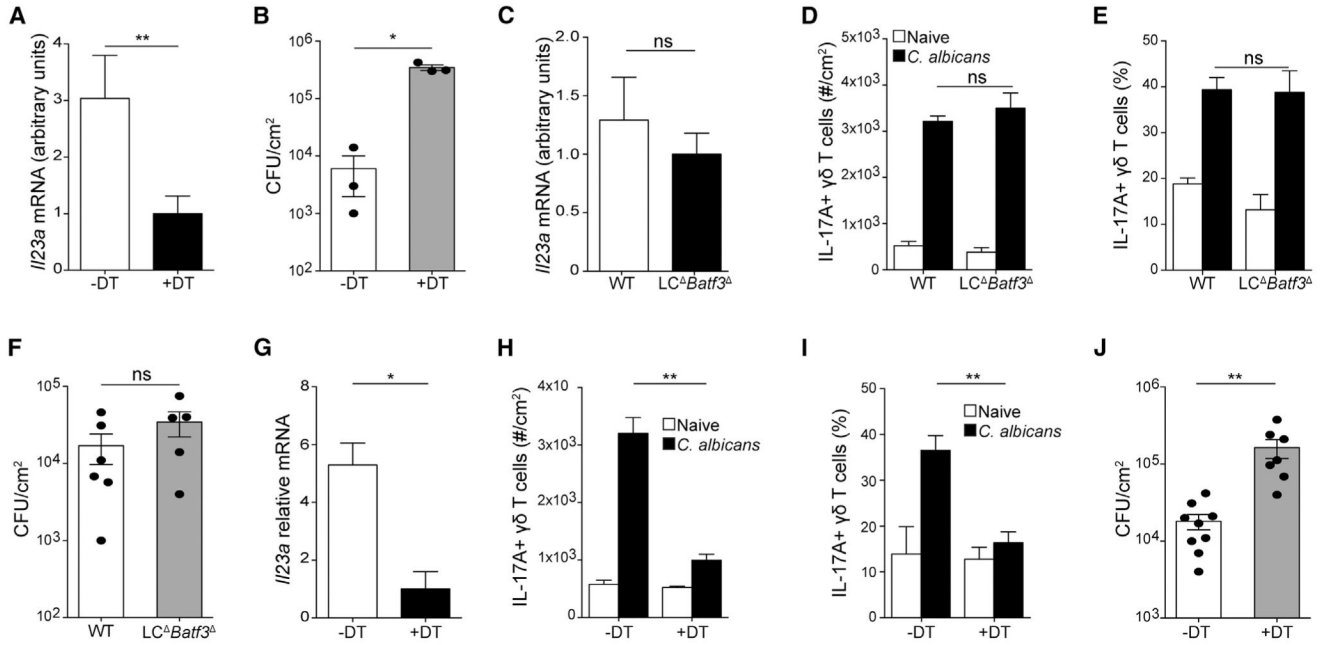 A
**
Il23a mRNA (arbitrary units)
4
3
2
1
0
-DT +DT
B
*
CFU/cm²
10⁶
10⁵
10⁴
10³
10²
-DT +DT
C
ns
Il23a mRNA (arbitrary units)
2.0
1.5
1.0
0.5
0
WT LCᐞBatf3ᐞ
D
Naive
C. albicans
ns
IL-17A+ γδ T cells (#/cm²)
5x10³
4x10³
3x10³
2x10³
1x10³
0
WT LCᐞBatf3ᐞ
E
ns
IL-17A+ γδ T cells (%)
50
40
30
20
10
0
WT LCᐞBatf3ᐞ
F
ns
CFU/cm²
10⁵
10⁴
10³
10²
WT LCᐞBatf3ᐞ
G
*
Il23a relative mRNA
8
6
4
2
0
-DT +DT
H
**
Naive
C. albicans
IL-17A+ γδ T cells (#/cm²)
4x10
3x10³
2x10³
1x10³
0
-DT +DT
I
**
Naive
C. albicans
IL-17A+ γδ T cells (%)
50
40
30
20
10
0
-DT +DT
J
**
CFU/cm²
10⁶
10⁵
10⁴
10³
-DT +DT